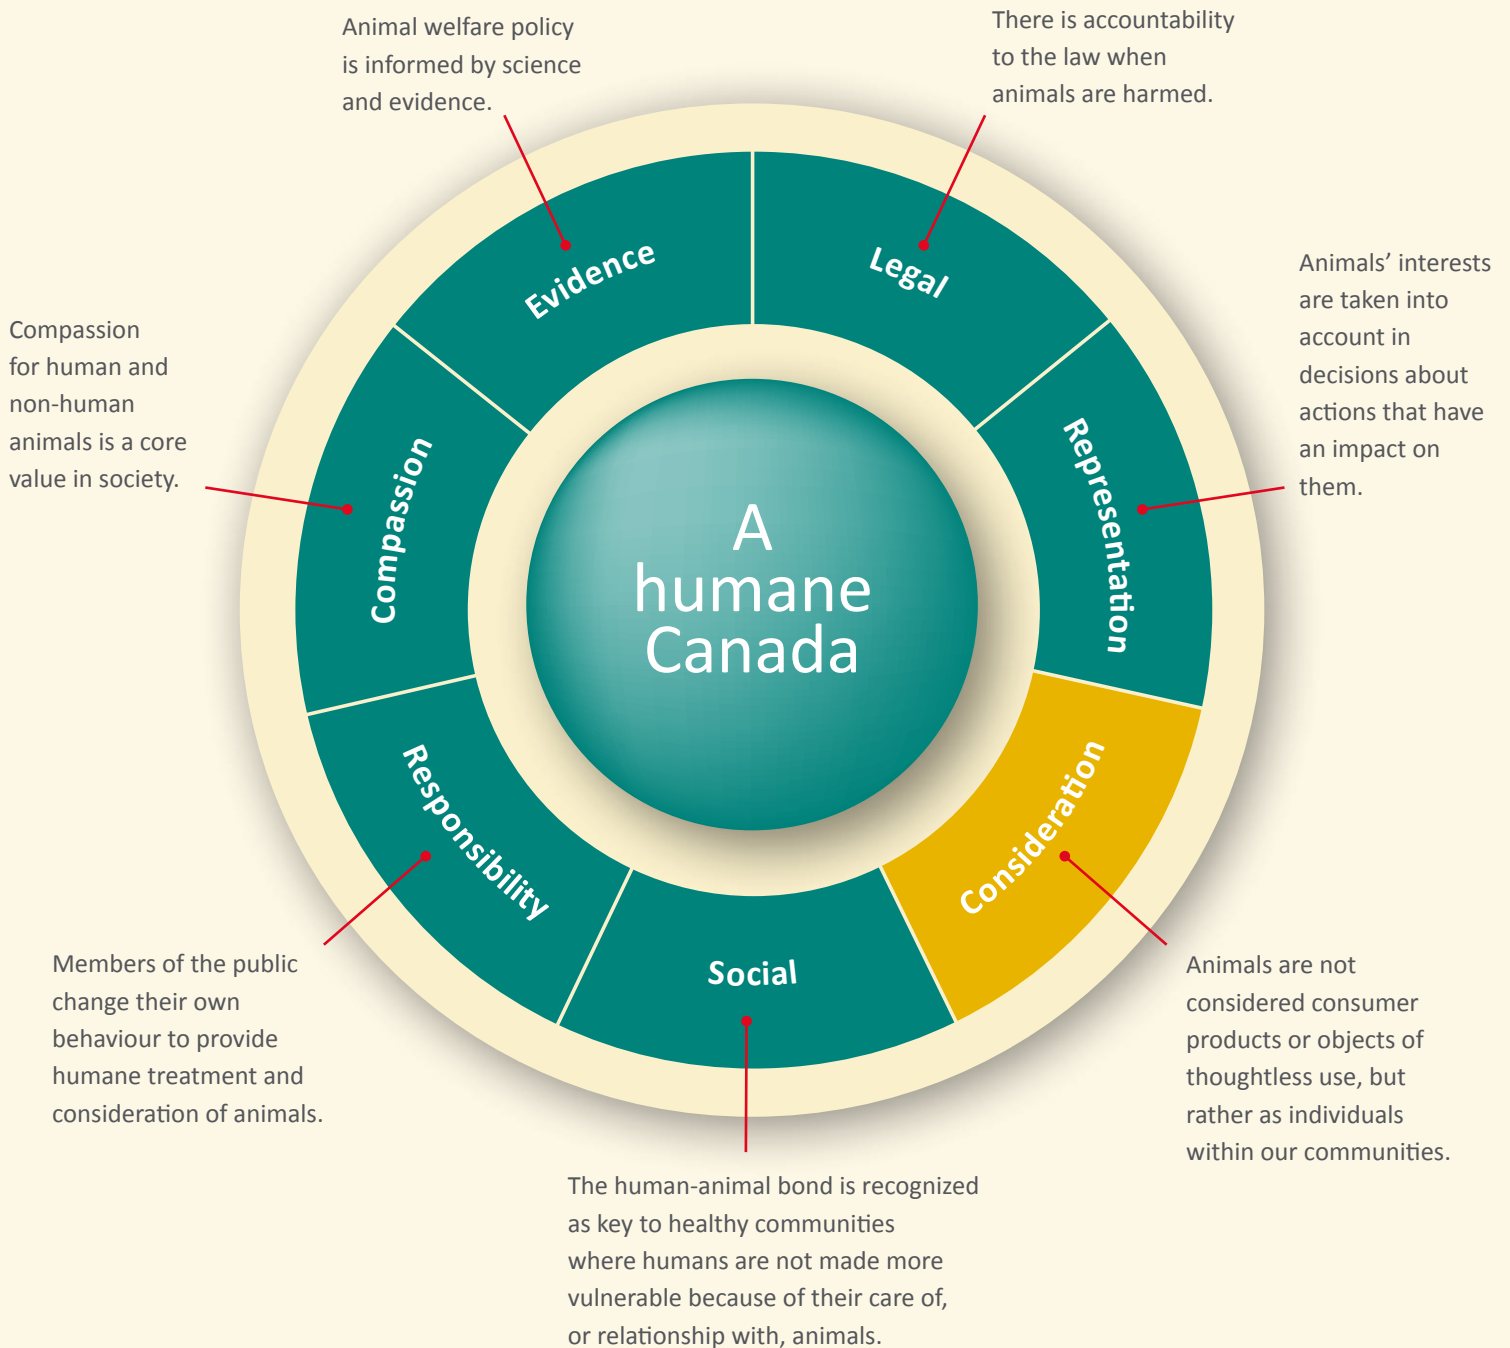 Animal welfare policy
is informed by science
and evidence.
There is accountability
to the law when
animals are harmed.
Evidence
Legal
Animals’ interests
are taken into
account in
decisions about
actions that have
an impact on
them.
Compassion
for human and
non-human
animals is a core
value in society.
Compassion
Representation
A
humane
Canada
Responsibility
Consideration
Social
Members of the public
change their own
behaviour to provide
humane treatment and
consideration of animals.
Animals are not
considered consumer
products or objects of
thoughtless use, but
rather as individuals
within our communities.
The human-animal bond is recognized
as key to healthy communities
where humans are not made more
vulnerable because of their care of,
or relationship with, animals.